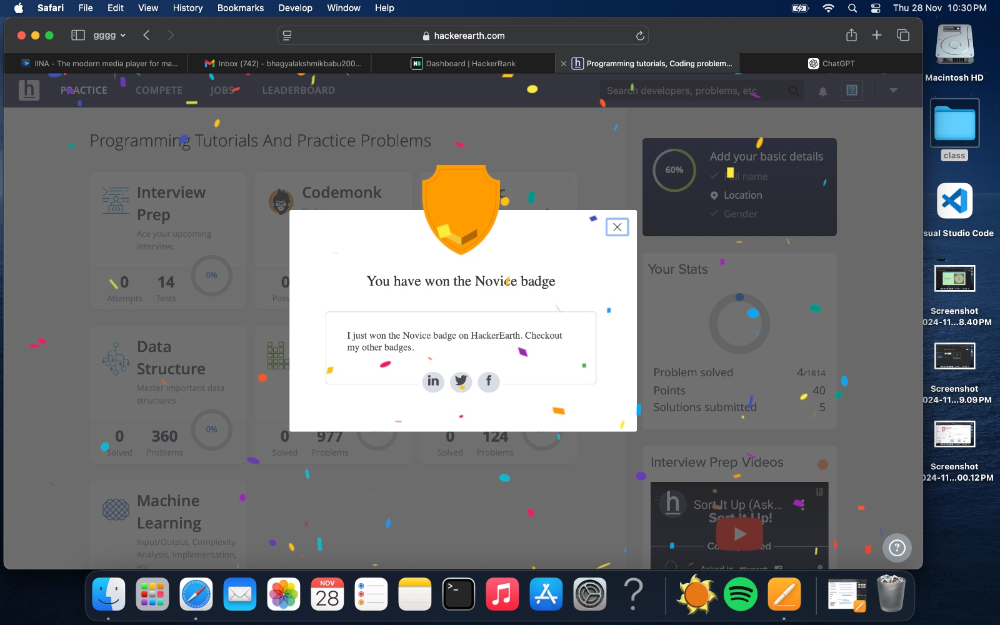 Safari File Edit View History Bookmarks Develop Window Help Thu 28 Nov 10:30 PM
gggg hackerearth.com
IINA - The modern media player for ma... Inbox (742) - bhagyalakshmikbabu200... Dashboard | HackerRank Programming tutorials, Coding problem... ChatGPT
h PRACTICE COMPETE JOBS LEADERBOARD Search developers, problems, etc
Programming Tutorials And Practice Problems
Interview
Prep
Ace your upcoming
interview.
0 14 0%
Attempts Tests
Codemonk
0
Pass
Data
Structure
Master important data
structures.
0 360 0%
Solved Problems
0 977
Solved Problems
0 124
Solved Problems
Machine
Learning
Input/Output, Complexity
Analysis, Implementation,
etc
You have won the Novice badge
I just won the Novice badge on HackerEarth. Checkout
my other badges.
in f
60% Add your basic details
Full name
Location
Gender
Your Stats
Problem solved 4/1814
Points 40
Solutions submitted 5
Interview Prep Videos
h Sort It Up (Ask...
Sort It Up!
Asked in Microsoft
?
Macintosh HD
class
sual Studio Code
Screenshot
024-11...8.40 PM
Screenshot
024-11...9.09 PM
Screenshot
024-11...00.12 PM
NOV
28
?